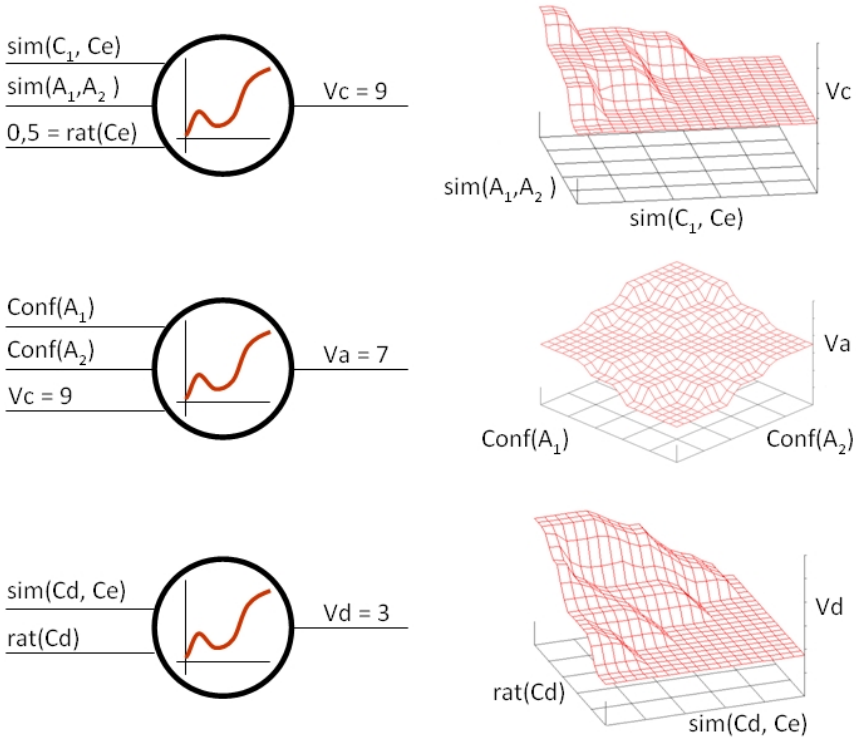 sim(C₁, Ce)
sim(A₁,A₂ )
0,5 = rat(Ce)
Vc = 9
Vc
sim(A₁,A₂ )
sim(C₁, Ce)
Conf(A₁)
Conf(A₂)
Vc = 9
Va = 7
Va
Conf(A₁)
Conf(A₂)
sim(Cd, Ce)
rat(Cd)
Vd = 3
Vd
rat(Cd)
sim(Cd, Ce)